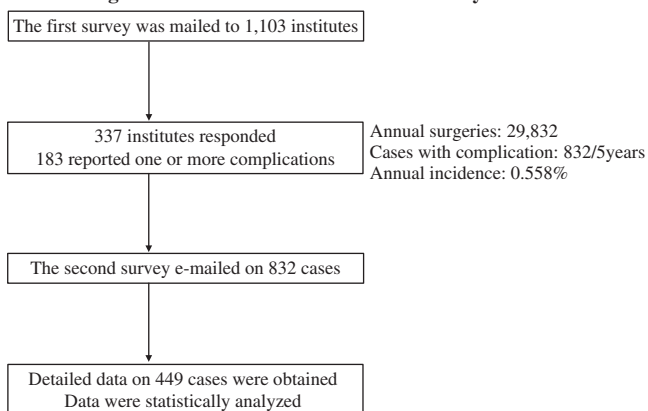 The first survey was mailed to 1,103 institutes
337 institutes responded
183 reported one or more complications
Annual surgeries: 29,832
Cases with complication: 832/5years
Annual incidence: 0.558%
The second survey e-mailed on 832 cases
Detailed data on 449 cases were obtained
Data were statistically analyzed